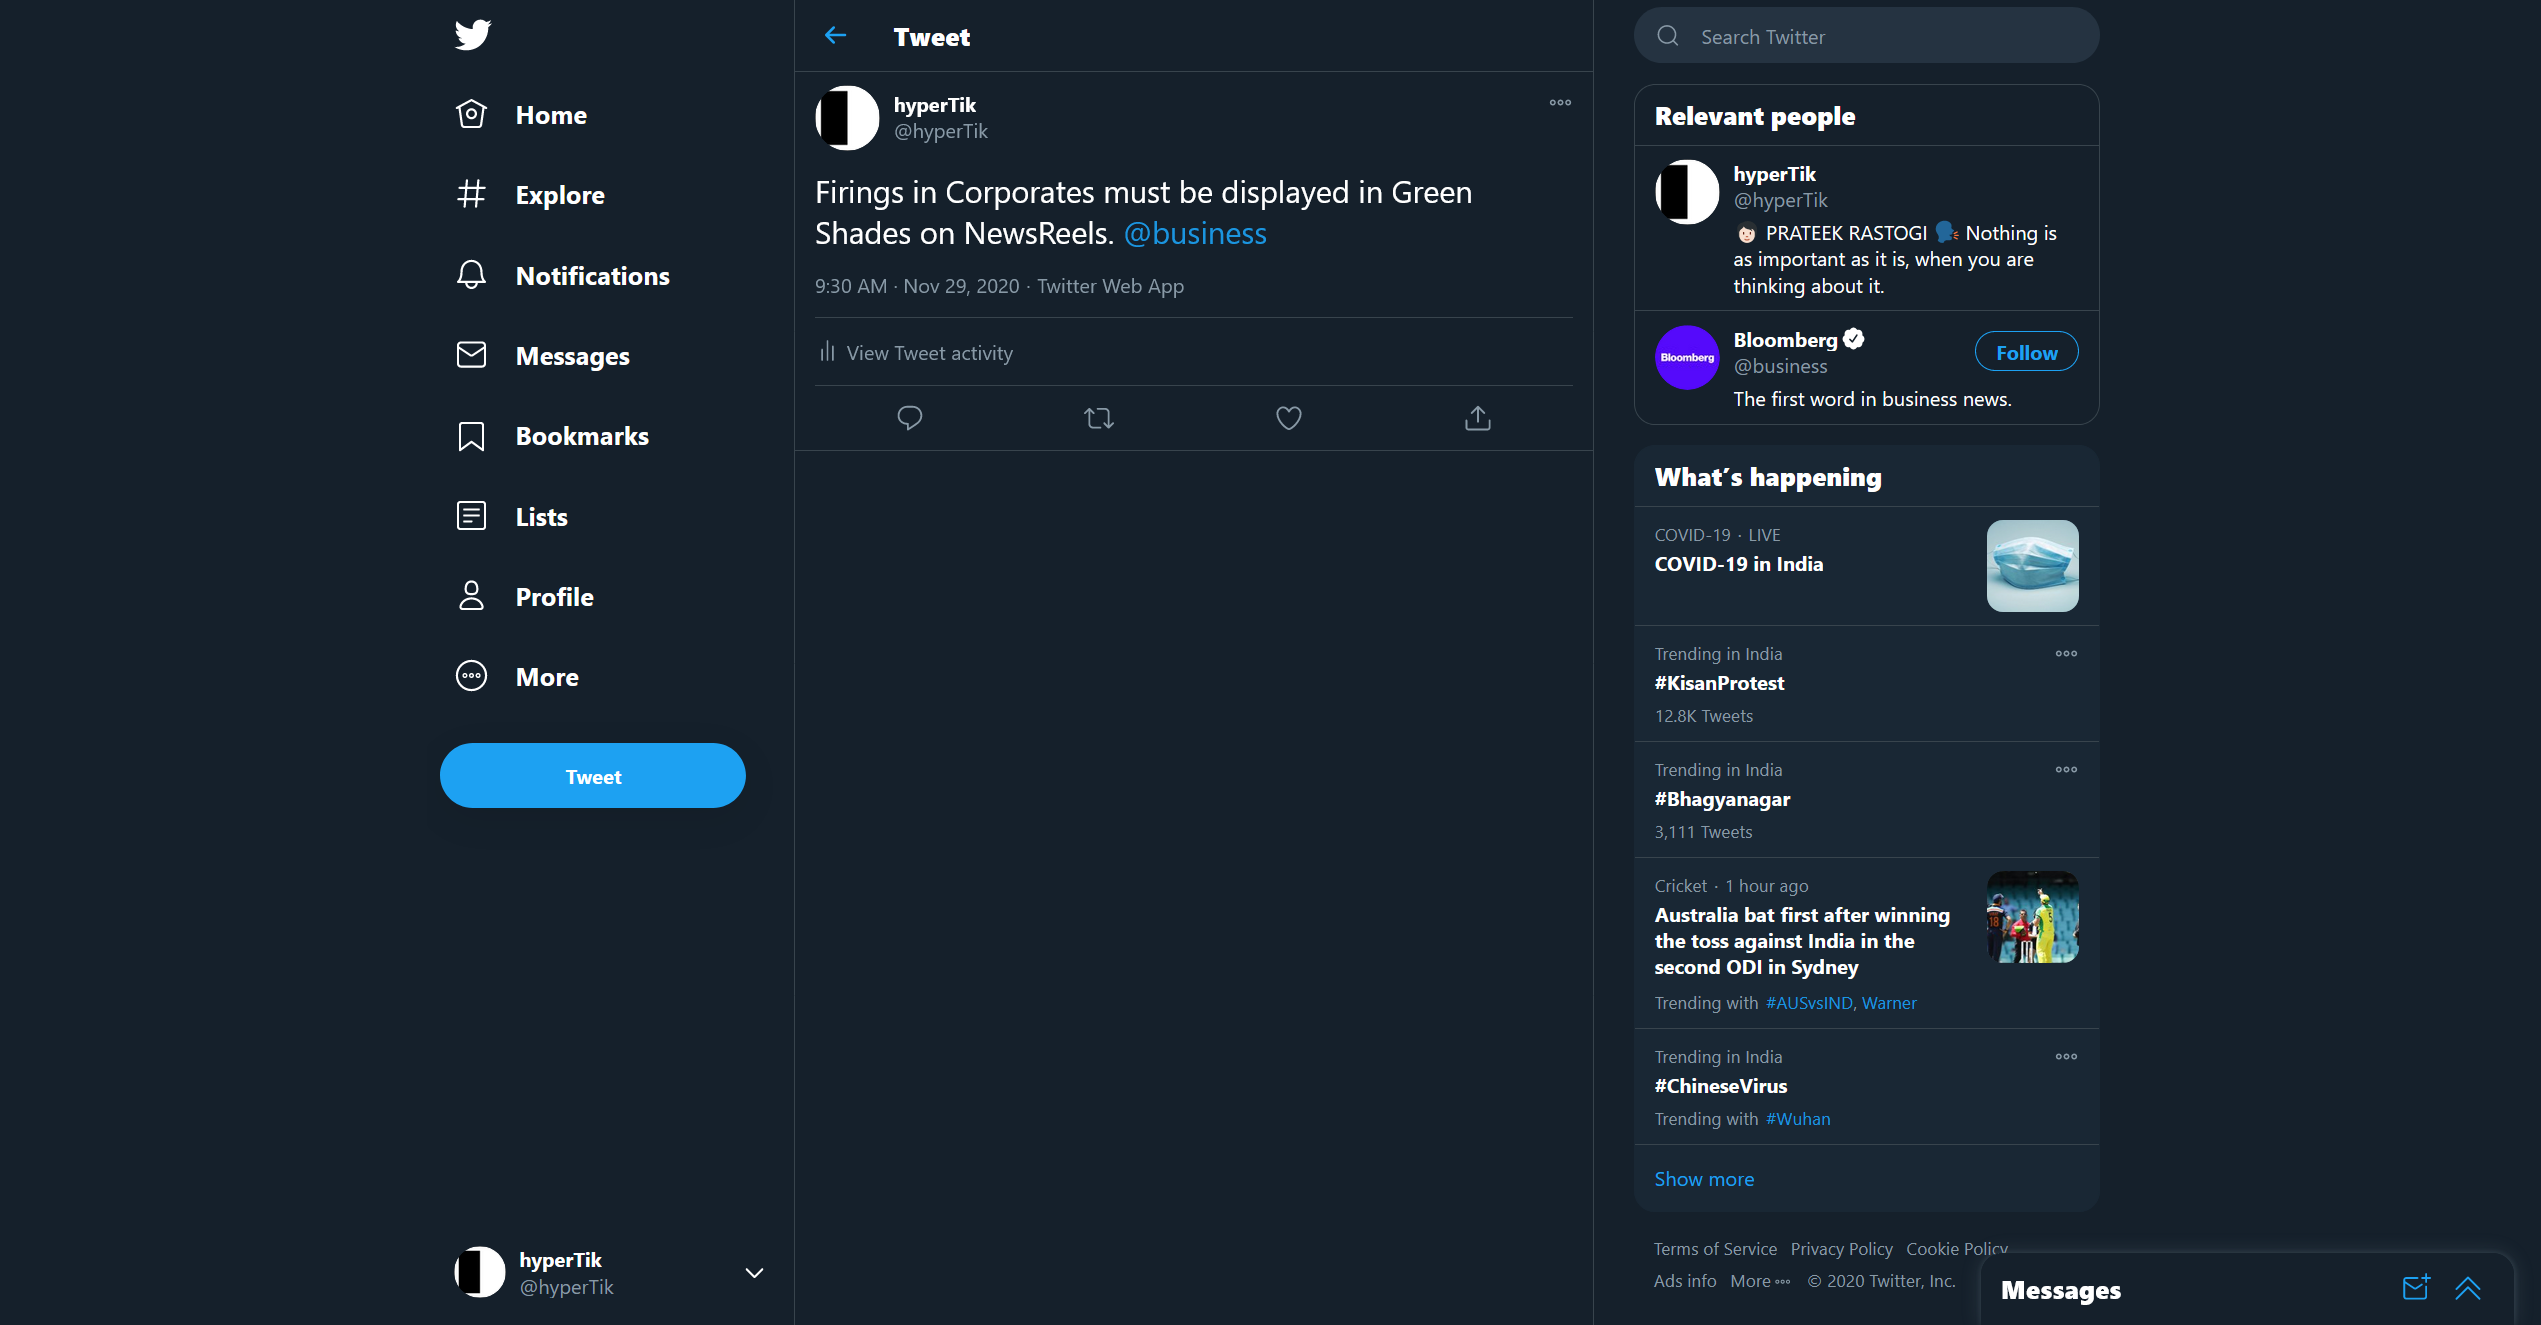 Home
Explore
Notifications
Messages
Bookmarks
Lists
Profile
More
Tweet
hyperTik
@hyperTik
Tweet
hyperTik
@hyperTik
Firings in Corporates must be displayed in Green
Shades on NewsReels. @business
9:30 AM · Nov 29, 2020 · Twitter Web App
View Tweet activity
Search Twitter
Relevant people
hyperTik
@hyperTik
PRATEEK RASTOGI Nothing is
as important as it is, when you are
thinking about it.
Bloomberg
Bloomberg
@business
Follow
The first word in business news.
What's happening
COVID-19 · LIVE
COVID-19 in India
Trending in India
#KisanProtest
12.8K Tweets
Trending in India
#Bhagyanagar
3,111 Tweets
Cricket · 1 hour ago
Australia bat first after winning
the toss against India in the
second ODI in Sydney
18
5
Trending with #AUSvsIND, Warner
Trending in India
#ChineseVirus
Trending with #Wuhan
Show more
Terms of Service Privacy Policy Cookie Policy
Ads info More © 2020 Twitter, Inc.
Messages